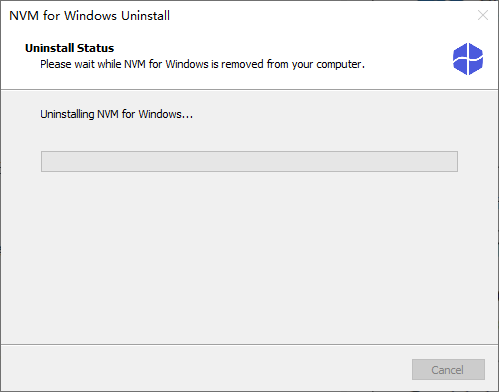 NVM for Windows Uninstall
Uninstall Status
Please wait while NVM for Windows is removed from your computer.
Uninstalling NVM for Windows...
Cancel